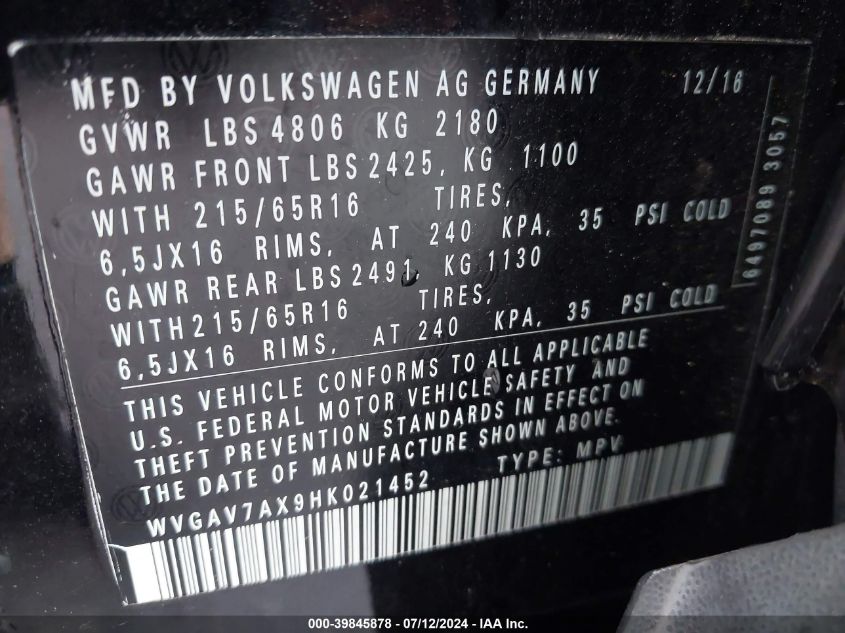 MFD BY VOLKSWAGEN AG GERMANY 12/16
GVWR LBS 4806 KG 2180
GAWR FRONT LBS 2425, KG 1100
WITH 215/65R16 TIRES,
6,5JX16 RIMS, AT 240 KPA, 35 PSI COLD
GAWR REAR LBS 2491, KG 1130
WITH 215/65R16 TIRES,
6,5JX16 RIMS, AT 240 KPA, 35 PSI COLD
THIS VEHICLE CONFORMS TO ALL APPLICABLE
U.S. FEDERAL MOTOR VEHICLE SAFETY AND
THEFT PREVENTION STANDARDS IN EFFECT ON
THE DATE OF MANUFACTURE SHOWN ABOVE.
WVGAV7AX9HK021452 TYPE: MPV
6497089 3057
000-39845878 - 07/12/2024 - IAA Inc.